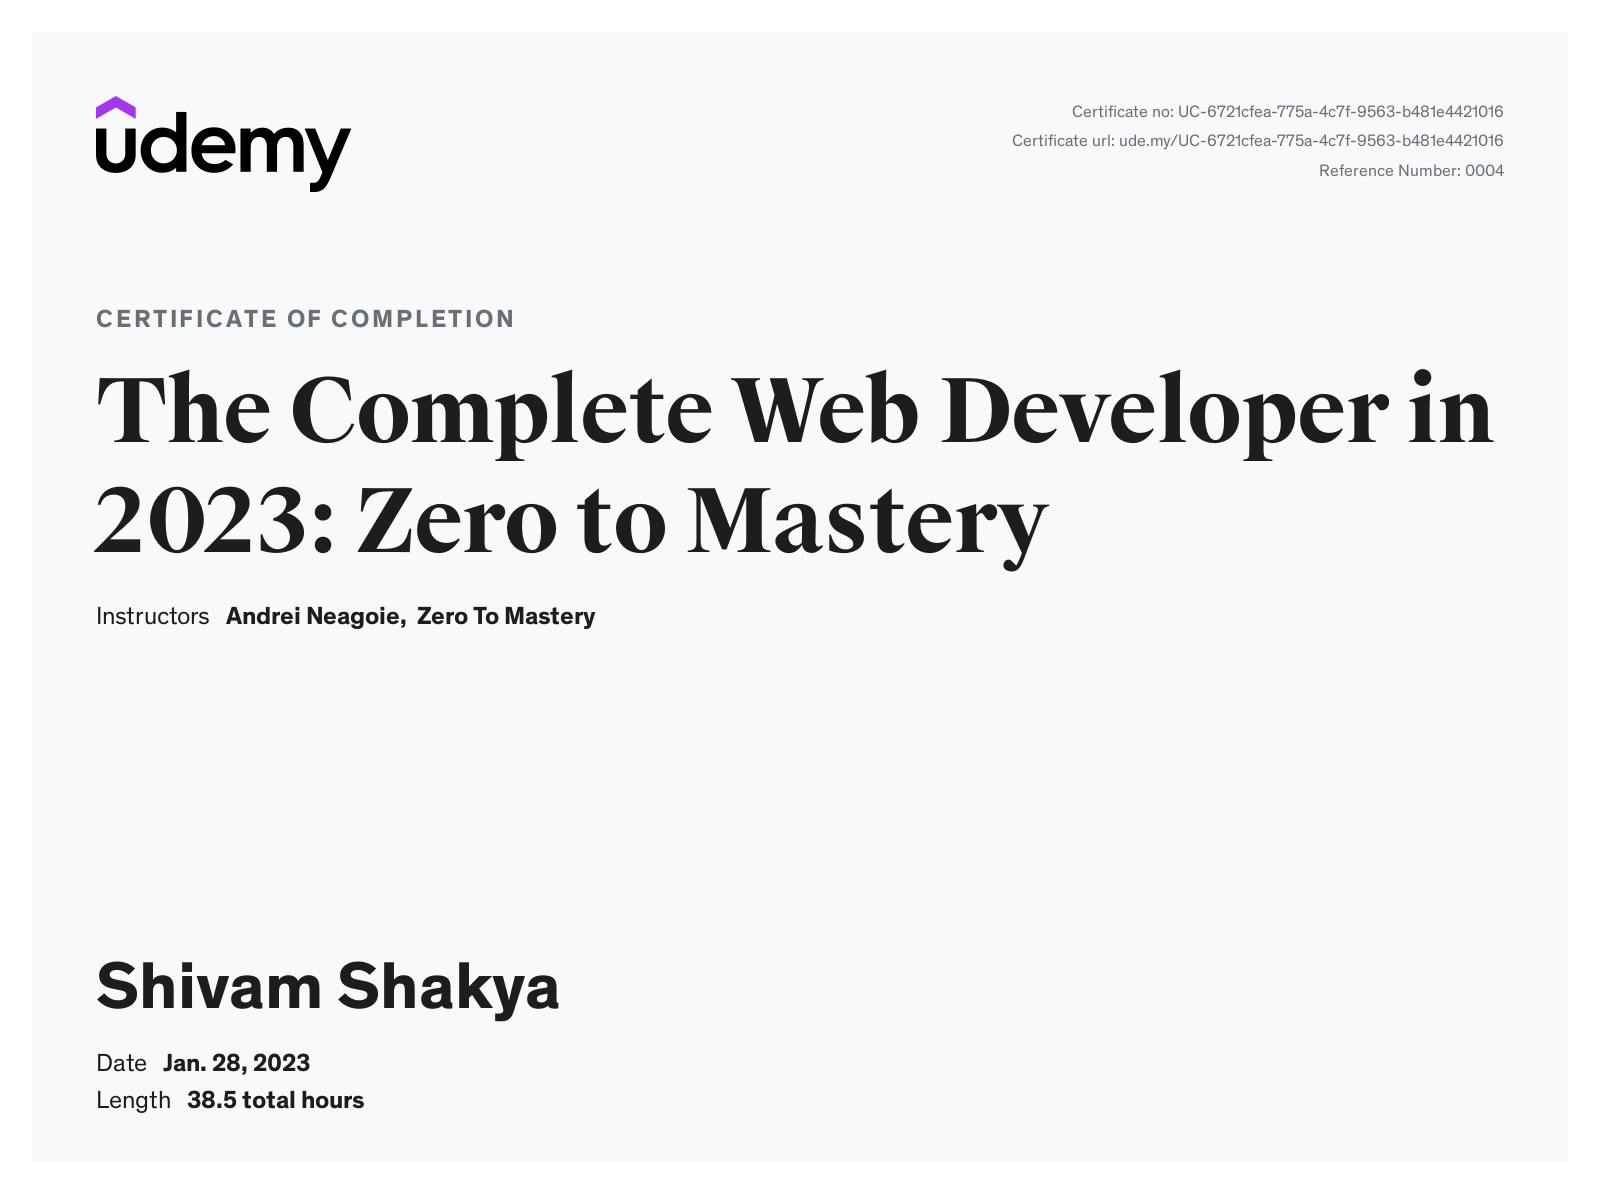 udemy
Certificate no: UC-6721cfea-775a-4c7f-9563-b481e4421016
Certificate url: ude.my/UC-6721cfea-775a-4c7f-9563-b481e4421016
Reference Number: 0004
CERTIFICATE OF COMPLETION
The Complete Web Developer in
2023: Zero to Mastery
Instructors Andrei Neagoie, Zero To Mastery
Shivam Shakya
Date Jan. 28, 2023
Length 38.5 total hours